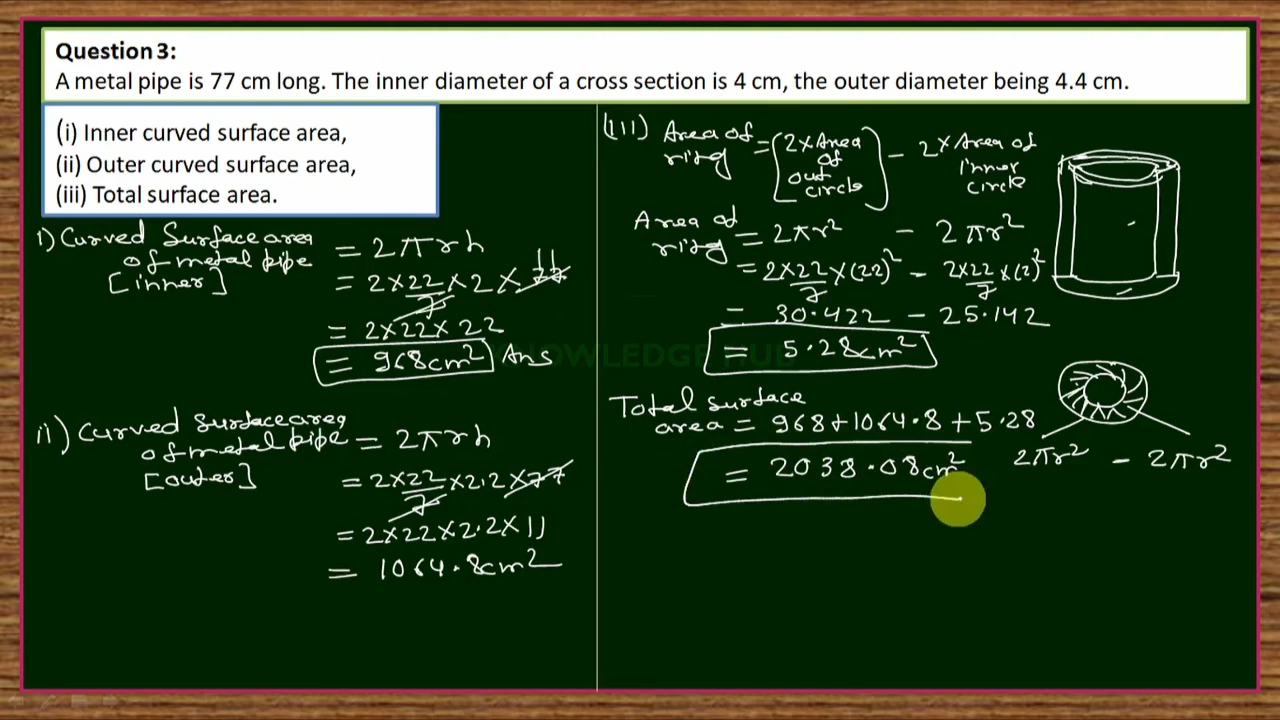 Question 3:
A metal pipe is 77 cm long. The inner diameter of a cross section is 4 cm, the outer diameter being 4.4 cm.
(i) Inner curved surface area,
(ii) Outer curved surface area,
(iii) Total surface area.
i) Curved Surface area
of metal pipe
[inner]
= 2πrh
= 2×22/7×2×77 11
= 2×22×22
= 968cm² Ans
ii) Curved Surface area
of metal pipe
[outer]
= 2πrh
= 2×22/7×2.2×77
= 2×22×2.2×11
= 1064.8cm²
(III) Area of ring = [2×Area of out circle] - 2×Area of inner circle
Area of ring = 2πr² - 2πr²
= 2×22/7×(22)² - 2×22/7×(2)²
= 30.422 - 25.142
= 5.28cm²
Total surface
area = 968+1064.8+5.28
= 2038.08cm²
2πr² - 2πr²
KNOWLEDGE HUB